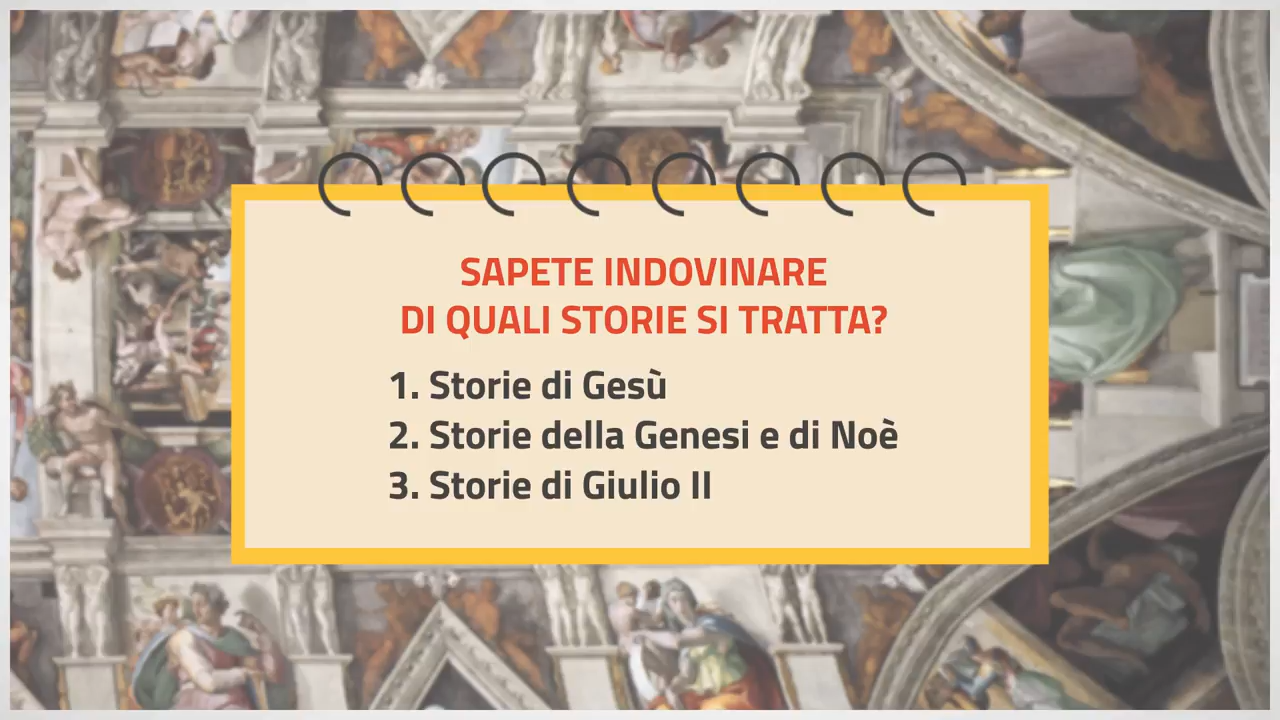 SAPETE INDOVINARE
DI QUALI STORIE SI TRATTA?
1. Storie di Gesù
2. Storie della Genesi e di Noè
3. Storie di Giulio II